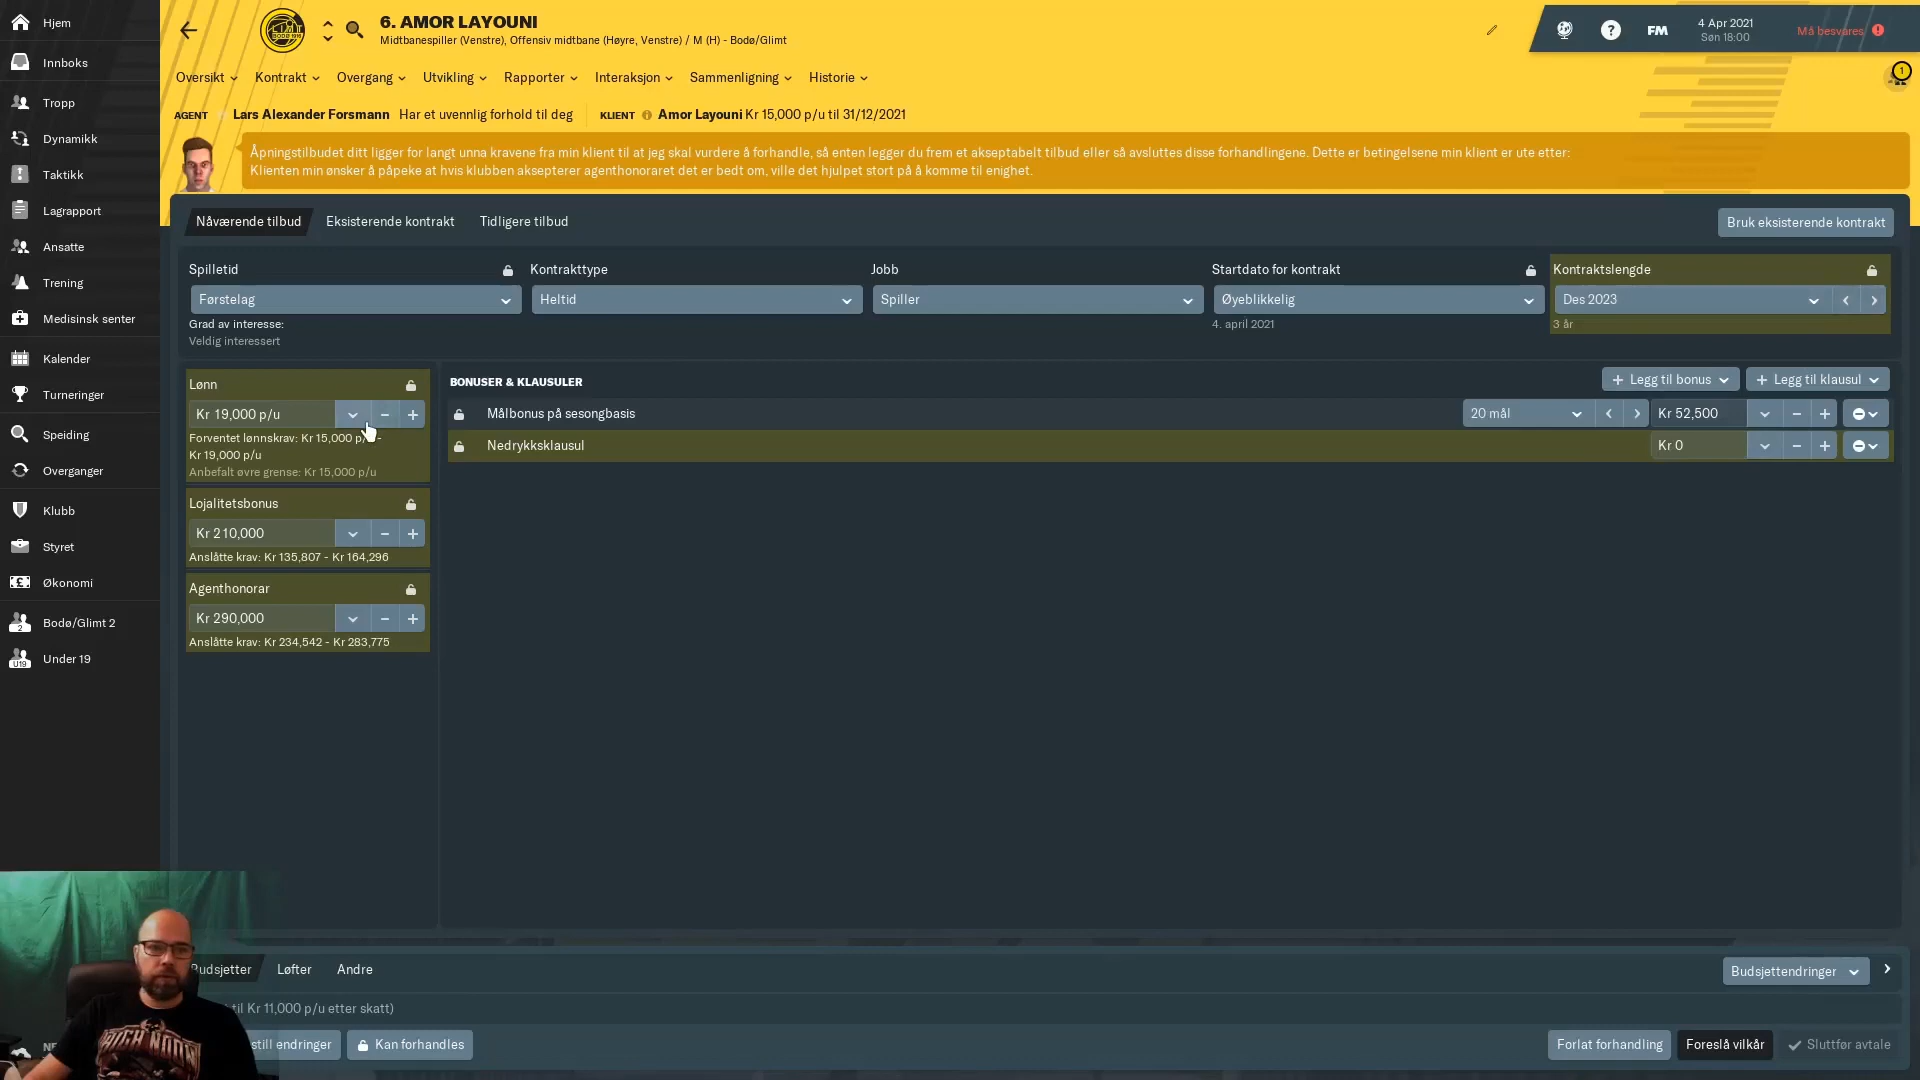 Hjem
Innboks
Tropp
Dynamikk
Taktikk
Lagrapport
Ansatte
Trening
Medisinsk senter
Kalender
Turneringer
Speiding
Overganger
Klubb
Styret
Økonomi
Bodø/Glimt 2
Under 19
6. AMOR LAYOUNI
Midtbanespiller (Venstre), Offensiv midtbane (Høyre, Venstre) / M (H) - Bodø/Glimt
FM
4 Apr 2021
Søn 18:00
Må besvares
1
Oversikt
Kontrakt
Overgang
Utvikling
Rapporter
Interaksjon
Sammenligning
Historie
AGENT Lars Alexander Forsmann Har et uvennlig forhold til deg KLIENT Amor Layouni Kr 15,000 p/u til 31/12/2021
Åpningstilbudet ditt ligger for langt unna kravene fra min klient til at jeg skal vurdere å forhandle, så enten legger du frem et akseptabelt tilbud eller så avsluttes disse forhandlingene. Dette er betingelsene min klient er ute etter:
Klienten min ønsker å påpeke at hvis klubben aksepterer agenthonoraret det er bedt om, ville det hjulpet stort på å komme til enighet.
Nåværende tilbud
Eksisterende kontrakt
Tidligere tilbud
Bruk eksisterende kontrakt
Spilletid
Førstelag
Grad av interesse:
Veldig interessert
Kontrakttype
Heltid
Jobb
Spiller
Startdato for kontrakt
Øyeblikkelig
4. april 2021
Kontraktslengde
Des 2023
3 år
Lønn
Kr 19,000 p/u
Forventet lønnskrav: Kr 15,000 -
Kr 19,000 p/u
Anbefalt øvre grense: Kr 15,000 p/u
Lojalitetsbonus
Kr 210,000
Anslåtte krav: Kr 135,807 - Kr 164,296
Agenthonorar
Kr 290,000
Anslåtte krav: Kr 234,542 - Kr 283,775
BONUSER & KLAUSULER
Legg til bonus
Legg til klausul
Målbonus på sesongbasis
20 mål
Kr 52,500
Nedrykksklausul
Kr 0
Budsjetter
Løfter
Andre
Budsjettendringer
til Kr 11,000 p/u etter skatt)
endringer
Kan forhandles
Forlat forhandling
Foreslå vilkår
Sluttfør avtale